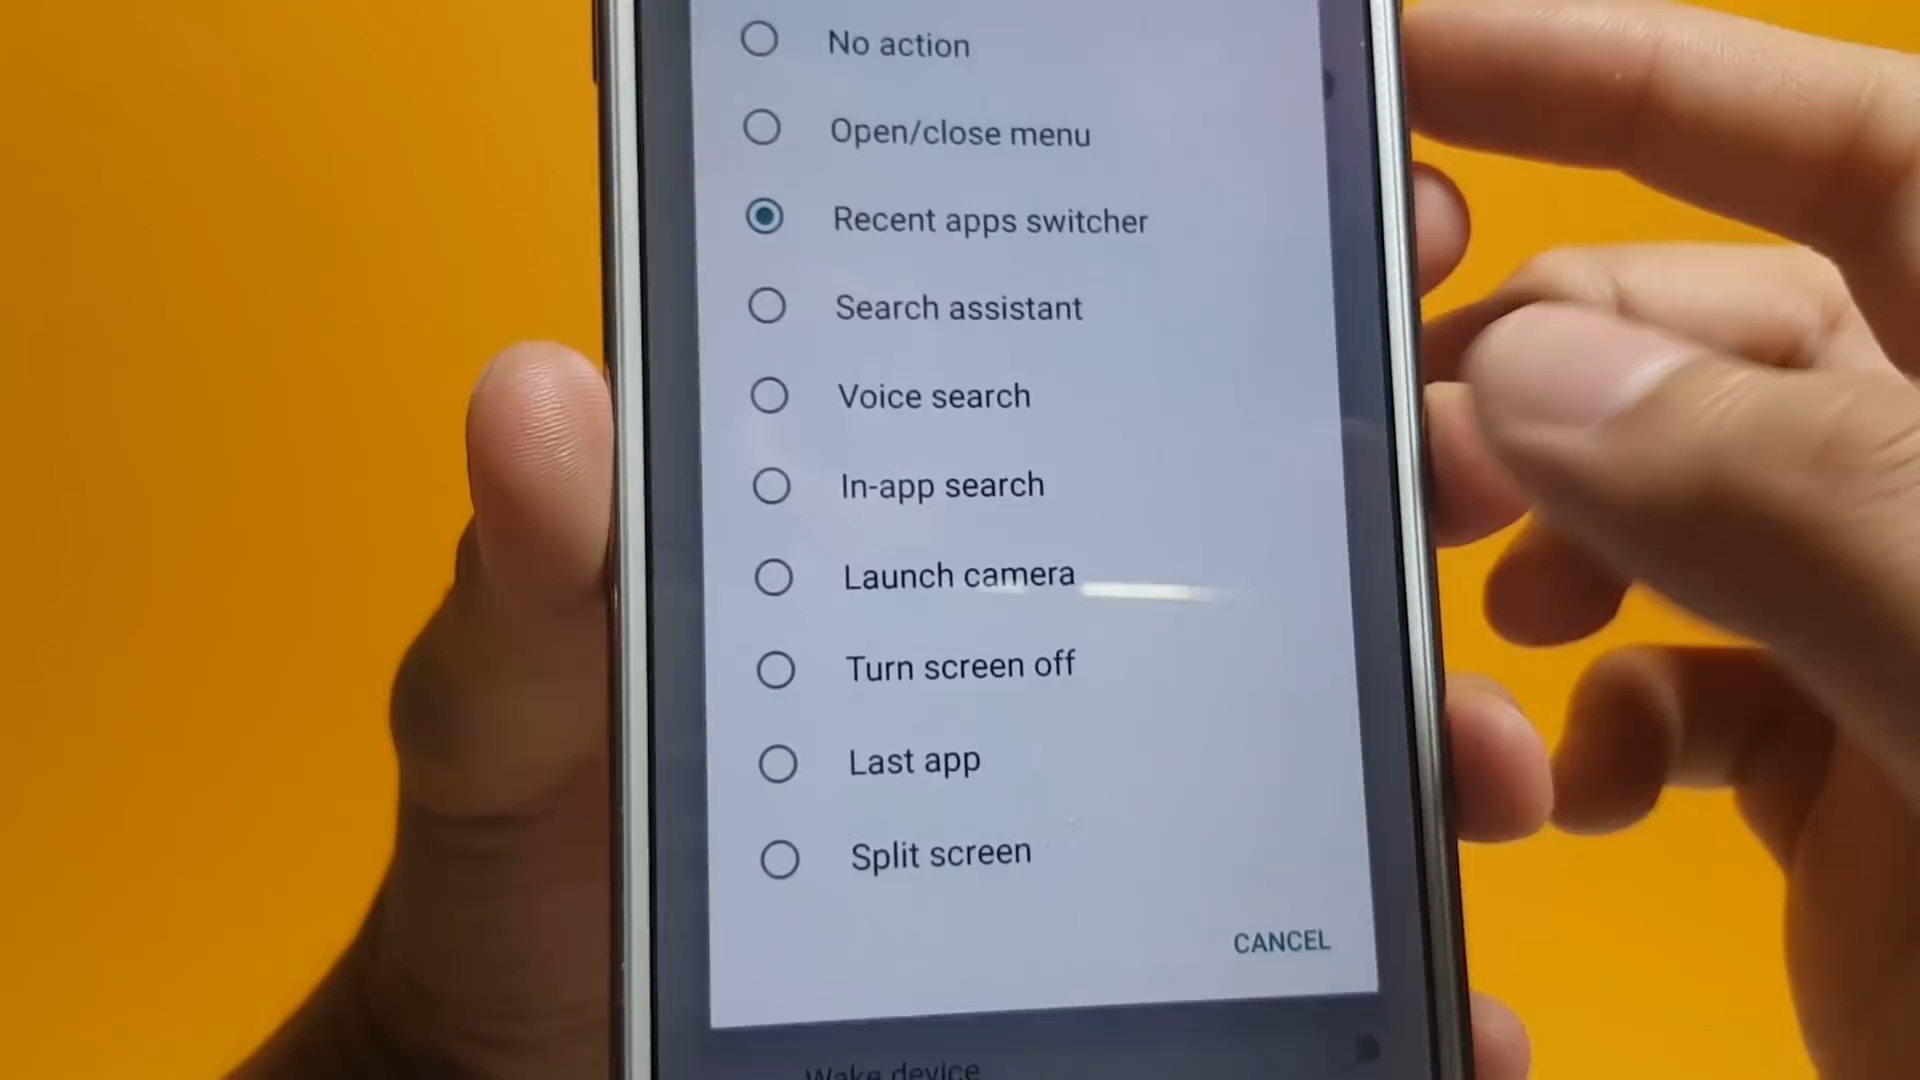 No action
Open/close menu
Recent apps switcher
Search assistant
Voice search
In-app search
Launch camera
Turn screen off
Last app
Split screen
CANCEL
Wake device